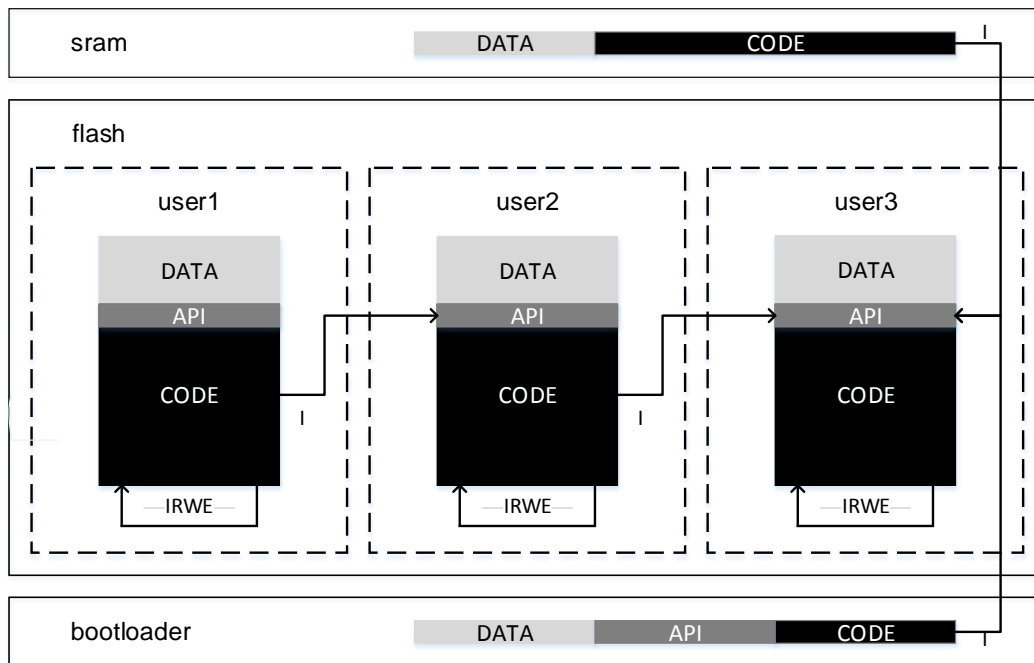 sram
DATA CODE I
flash
user1 user2 user3
DATA DATA DATA
API API API
CODE CODE CODE
I I
IRWE IRWE IRWE
bootloader
DATA API CODE I